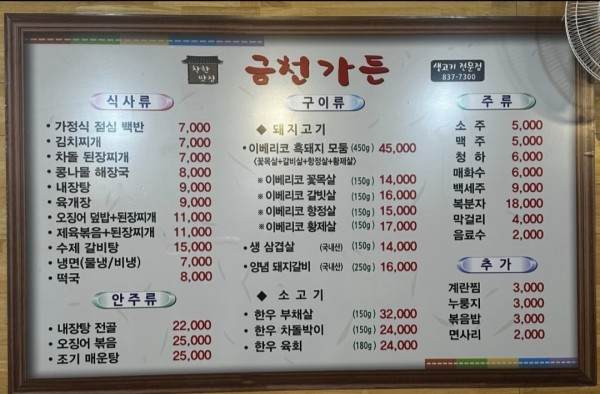 착한 맛집
금천가든
생고기 전문점
837-7300
식사류
• 가정식 점심 백반 7,000
• 김치찌개 7,000
• 차돌 된장찌개 7,000
• 콩나물 해장국 8,000
• 내장탕 9,000
• 육개장 9,000
• 오징어 덮밥+된장찌개 11,000
• 제육볶음+된장찌개 11,000
• 수제 갈비탕 15,000
• 냉면(물냉/비냉) 7,000
• 떡국 8,000
안주류
• 내장탕 전골 22,000
• 오징어 볶음 25,000
• 조기 매운탕 25,000
구이류
◆ 돼지고기
• 이베리코 흑돼지 모둠 (450g) 45,000
(꽃목살+갈비살+항정살+황제살)
※ 이베리코 꽃목살 (150g) 14,000
※ 이베리코 갈빗살 (150g) 16,000
※ 이베리코 항정살 (150g) 15,000
※ 이베리코 황제살 (150g) 17,000
• 생 삼겹살 (국내산) (150g) 14,000
• 양념 돼지갈비 (국내산) (250g) 16,000
◆ 소고기
• 한우 부채살 (150g) 32,000
• 한우 차돌박이 (150g) 24,000
• 한우 육회 (180g) 24,000
주류
소주 5,000
맥주 5,000
청하 6,000
매화수 6,000
백세주 9,000
복분자 18,000
막걸리 4,000
음료수 2,000
추가
계란찜 3,000
누룽지 3,000
볶음밥 3,000
면사리 2,000